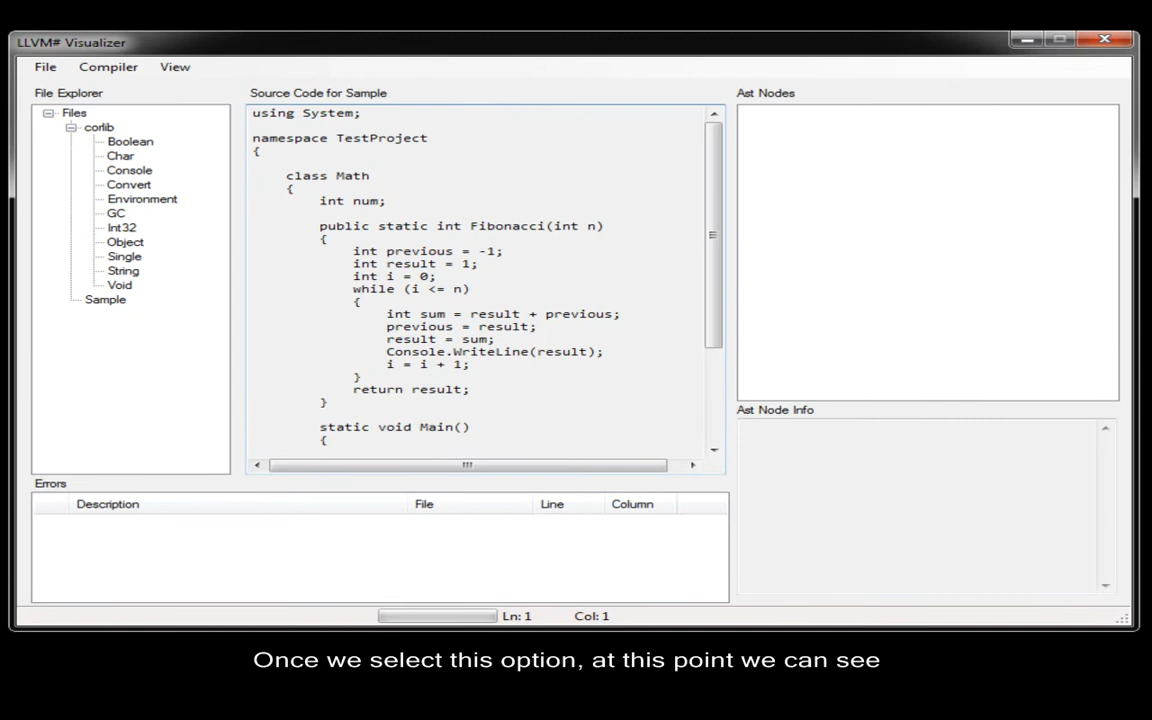 LLVM# Visualizer
File Compiler View
File Explorer
Files
corlib
Boolean
Char
Console
Convert
Environment
GC
Int32
Object
Single
String
Void
Sample
Source Code for Sample
using System;
namespace TestProject
{
class Math
{
int num;
public static int Fibonacci(int n)
{
int previous = -1;
int result = 1;
int i = 0;
while (i <= n)
{
int sum = result + previous;
previous = result;
result = sum;
Console.WriteLine(result);
i = i + 1;
}
return result;
}
static void Main()
{
Ast Nodes
Ast Node Info
Errors
Description File Line Column
Ln: 1 Col: 1
Once we select this option, at this point we can see